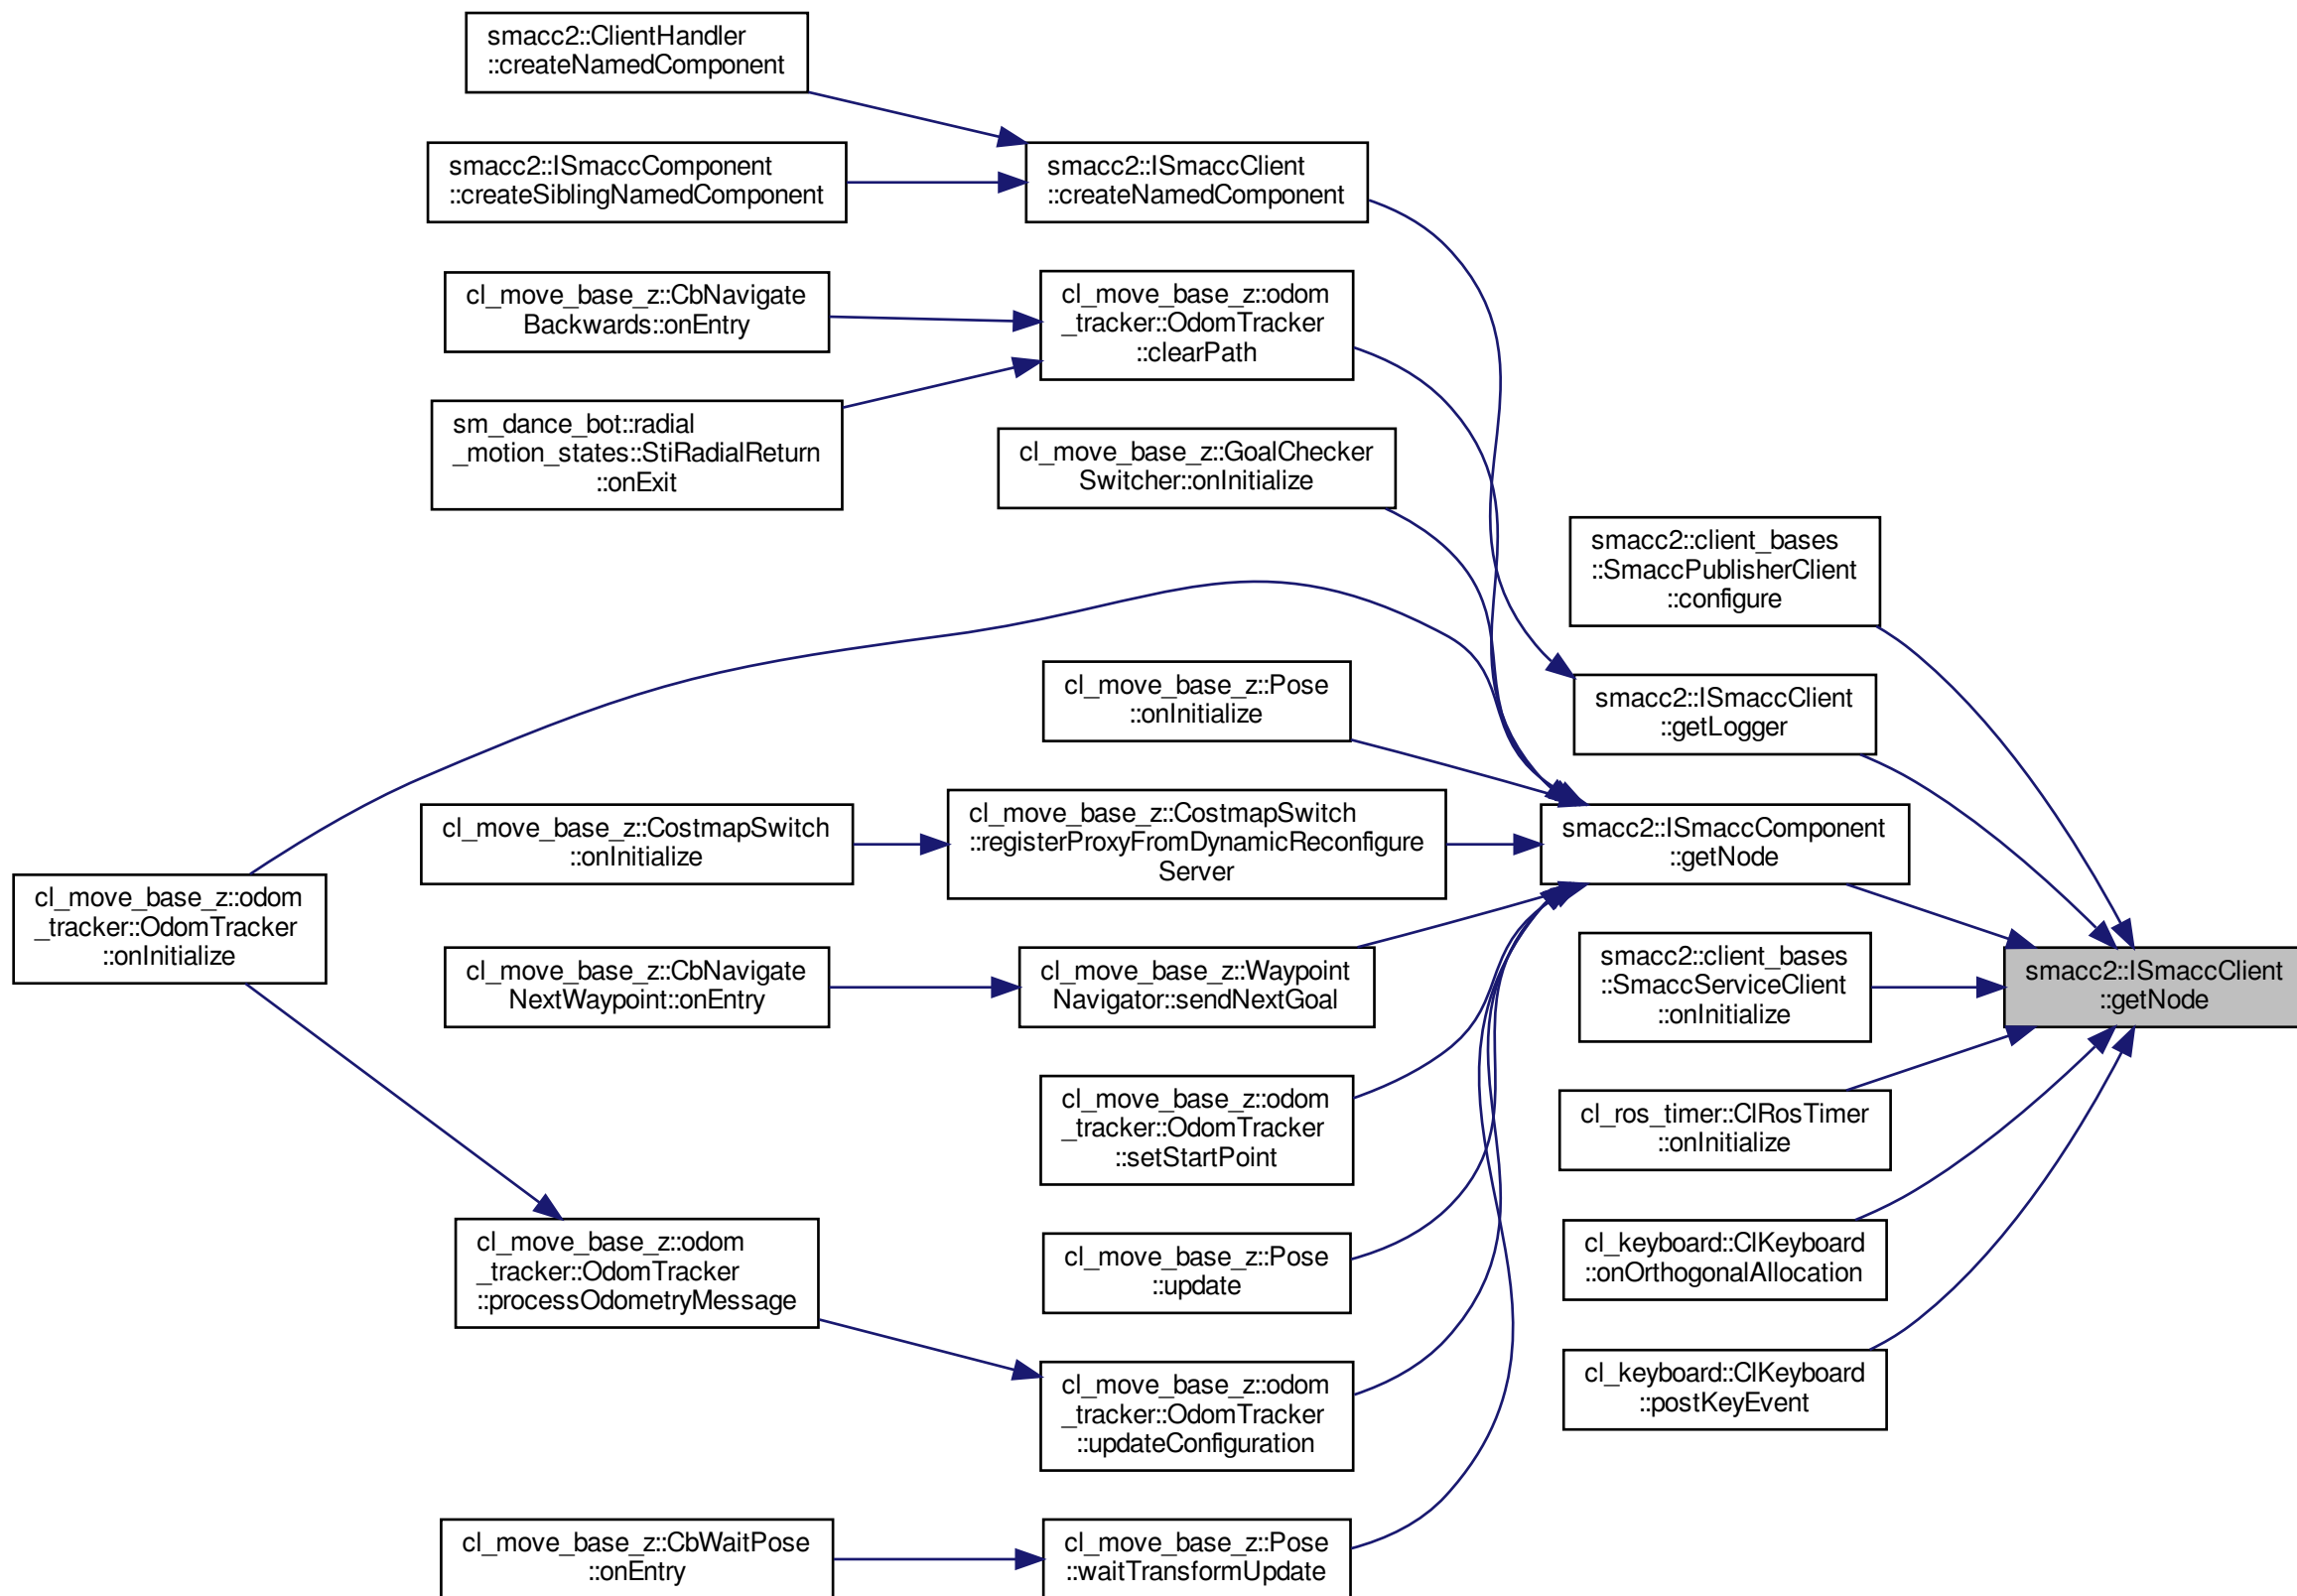 smacc2::ClientHandler
::createNamedComponent
smacc2::ISmaccComponent
::createSiblingNamedComponent
smacc2::ISmaccClient
::createNamedComponent
cl_move_base_z::CbNavigate
Backwards::onEntry
cl_move_base_z::odom
_tracker::OdomTracker
::clearPath
sm_dance_bot::radial
_motion_states::StiRadialReturn
::onExit
cl_move_base_z::GoalChecker
Switcher::onInitialize
smacc2::client_bases
::SmaccPublisherClient
::configure
cl_move_base_z::Pose
::onInitialize
smacc2::ISmaccClient
::getLogger
cl_move_base_z::CostmapSwitch
::onInitialize
cl_move_base_z::CostmapSwitch
::registerProxyFromDynamicReconfigure
Server
smacc2::ISmaccComponent
::getNode
cl_move_base_z::odom
_tracker::OdomTracker
::onInitialize
cl_move_base_z::CbNavigate
NextWaypoint::onEntry
cl_move_base_z::Waypoint
Navigator::sendNextGoal
smacc2::client_bases
::SmaccServiceClient
::onInitialize
smacc2::ISmaccClient
::getNode
cl_move_base_z::odom
_tracker::OdomTracker
::setStartPoint
cl_ros_timer::ClRosTimer
::onInitialize
cl_move_base_z::odom
_tracker::OdomTracker
::processOdometryMessage
cl_move_base_z::Pose
::update
cl_keyboard::ClKeyboard
::onOrthogonalAllocation
cl_move_base_z::odom
_tracker::OdomTracker
::updateConfiguration
cl_keyboard::ClKeyboard
::postKeyEvent
cl_move_base_z::CbWaitPose
::onEntry
cl_move_base_z::Pose
::waitTransformUpdate